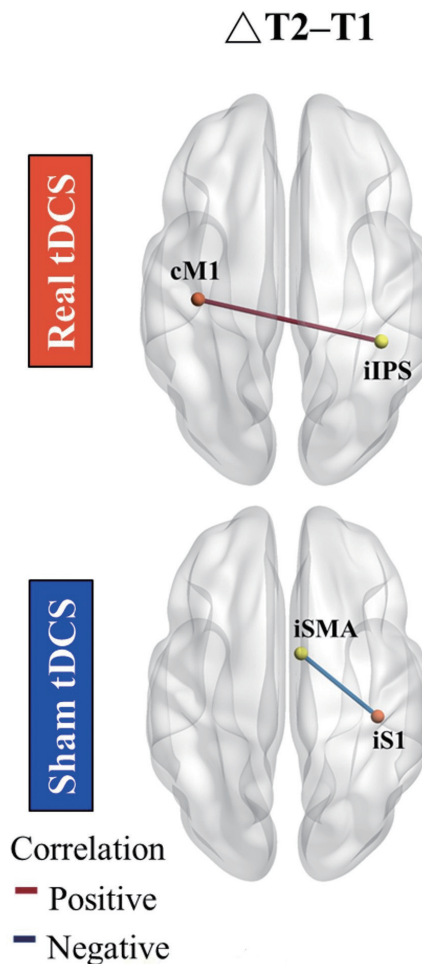 △T2–T1
Real tDCS
cM1
iIPS
Sham tDCS
iSMA
iS1
Correlation
Positive
Negative